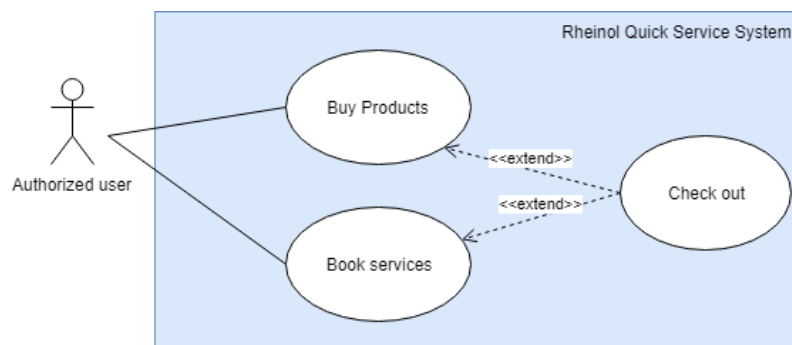 Rheinol Quick Service System
Buy Products
Authorized user
<<extend>>
Check out
<<extend>>
Book services